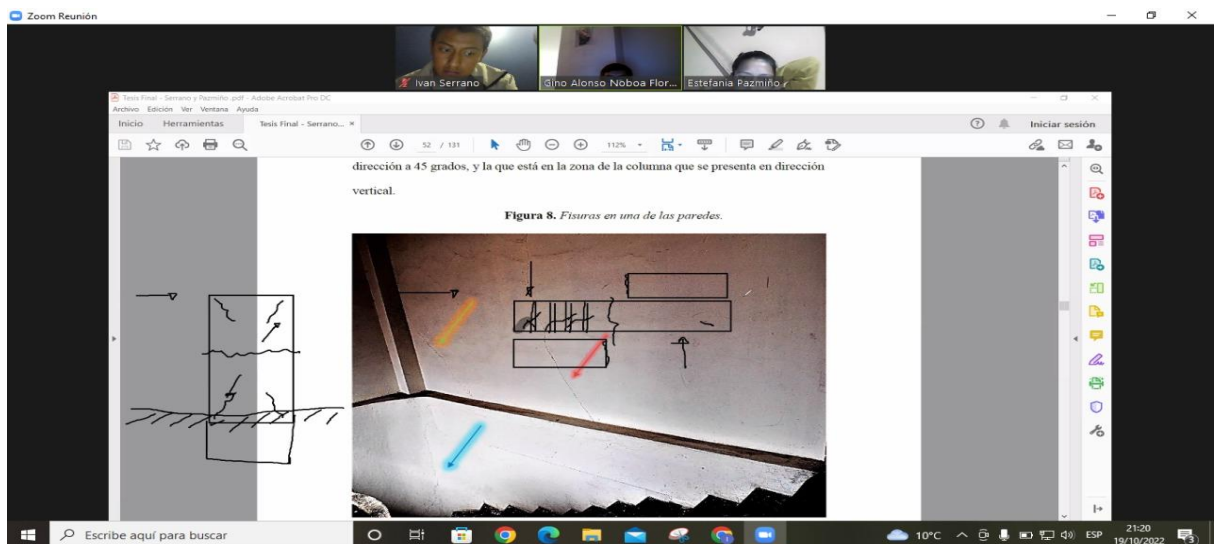 Zoom Reunión
Ivan Serrano
Gino Alonso Noboa Flor...
Estefania Pazmiño
Tesis Final - Serrano y Pazmiño .pdf - Adobe Acrobat Pro DC
Archivo Edición Ver Ventana Ayuda
Inicio Herramientas Tesis Final - Serrano... × Iniciar sesión
52 / 131 112%
dirección a 45 grados, y la que está en la zona de la columna que se presenta en dirección
vertical.
Figura 8. Fisuras en una de las paredes.
Escribe aquí para buscar
10°C ESP 21:20
19/10/2022
3